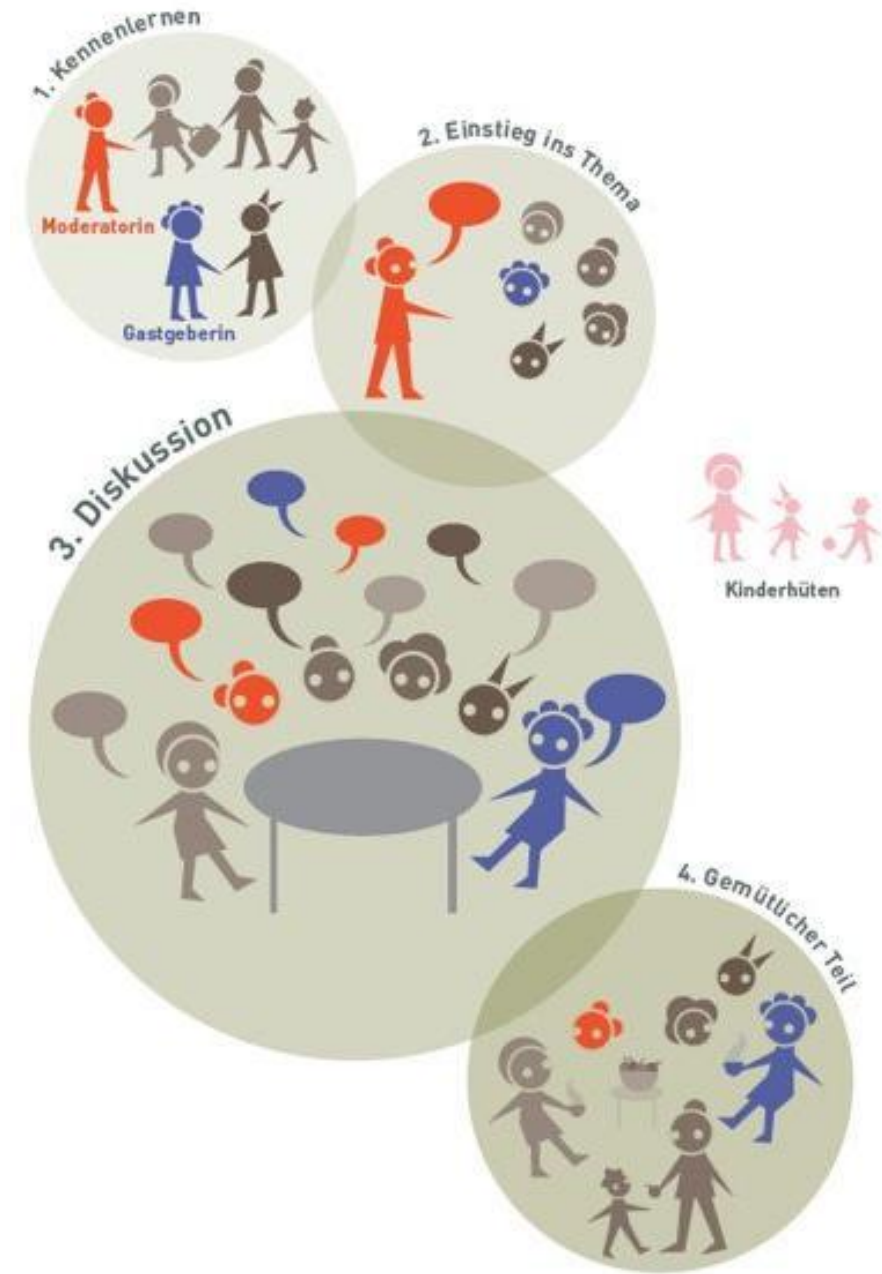 1. Kennenlernen
Moderatorin
Gastgeberin
2. Einstieg ins Thema
3. Diskussion
Kinderhüten
4. Gemütlicher Teil